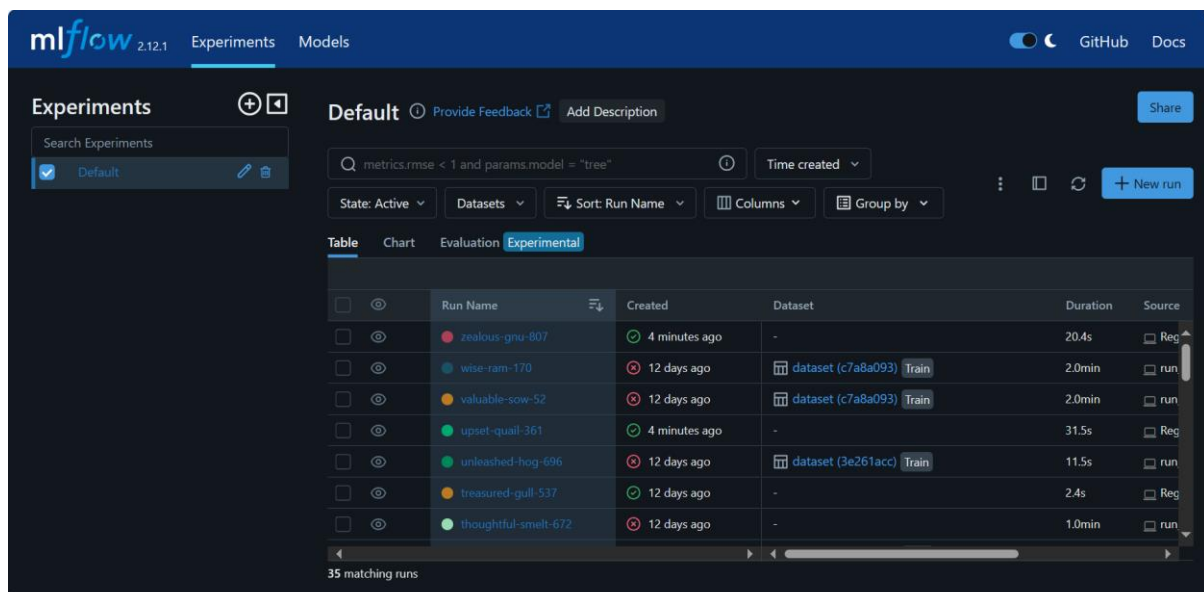 mlflow 2.12.1 Experiments Models GitHub Docs
Experiments
Search Experiments
Default
Default Provide Feedback Add Description Share
metrics.rmse < 1 and params.model = "tree" Time created
State: Active Datasets Sort: Run Name Columns Group by
New run
Table Chart Evaluation Experimental
Run Name Created Dataset Duration Source
zealous-gnu-807 4 minutes ago - 20.4s Reg
wise-ram-170 12 days ago dataset (c7a8a093) Train 2.0min run
valuable-sow-52 12 days ago dataset (c7a8a093) Train 2.0min run
upset-quail-361 4 minutes ago - 31.5s Reg
unleashed-hog-696 12 days ago dataset (3e261acc) Train 11.5s run
treasured-gull-537 12 days ago - 2.4s Reg
thoughtful-smelt-672 12 days ago - 1.0min run
35 matching runs